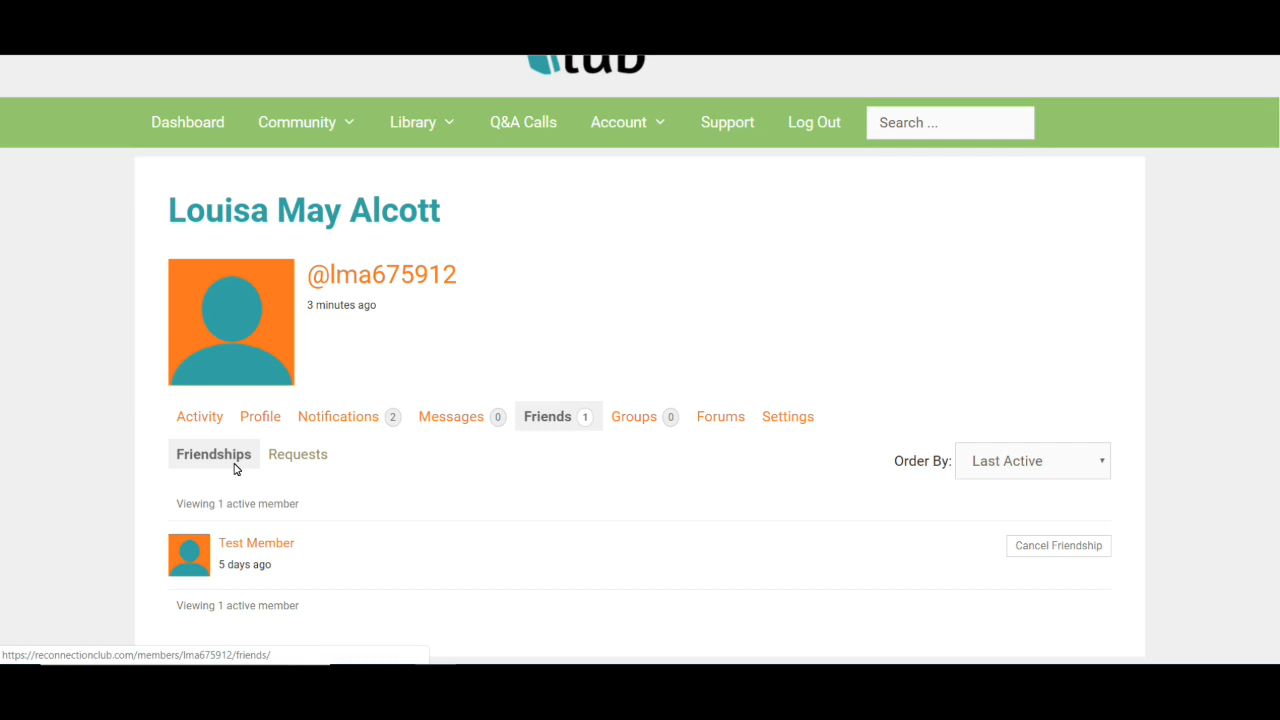 Dashboard Community Library Q&A Calls Account Support Log Out Search ...
Louisa May Alcott
@lma675912
3 minutes ago
Activity Profile Notifications 2 Messages 0 Friends 1 Groups 0 Forums Settings
Friendships Requests
Order By: Last Active
Viewing 1 active member
Test Member
5 days ago
Cancel Friendship
Viewing 1 active member
https://reconnectionclub.com/members/lma675912/friends/